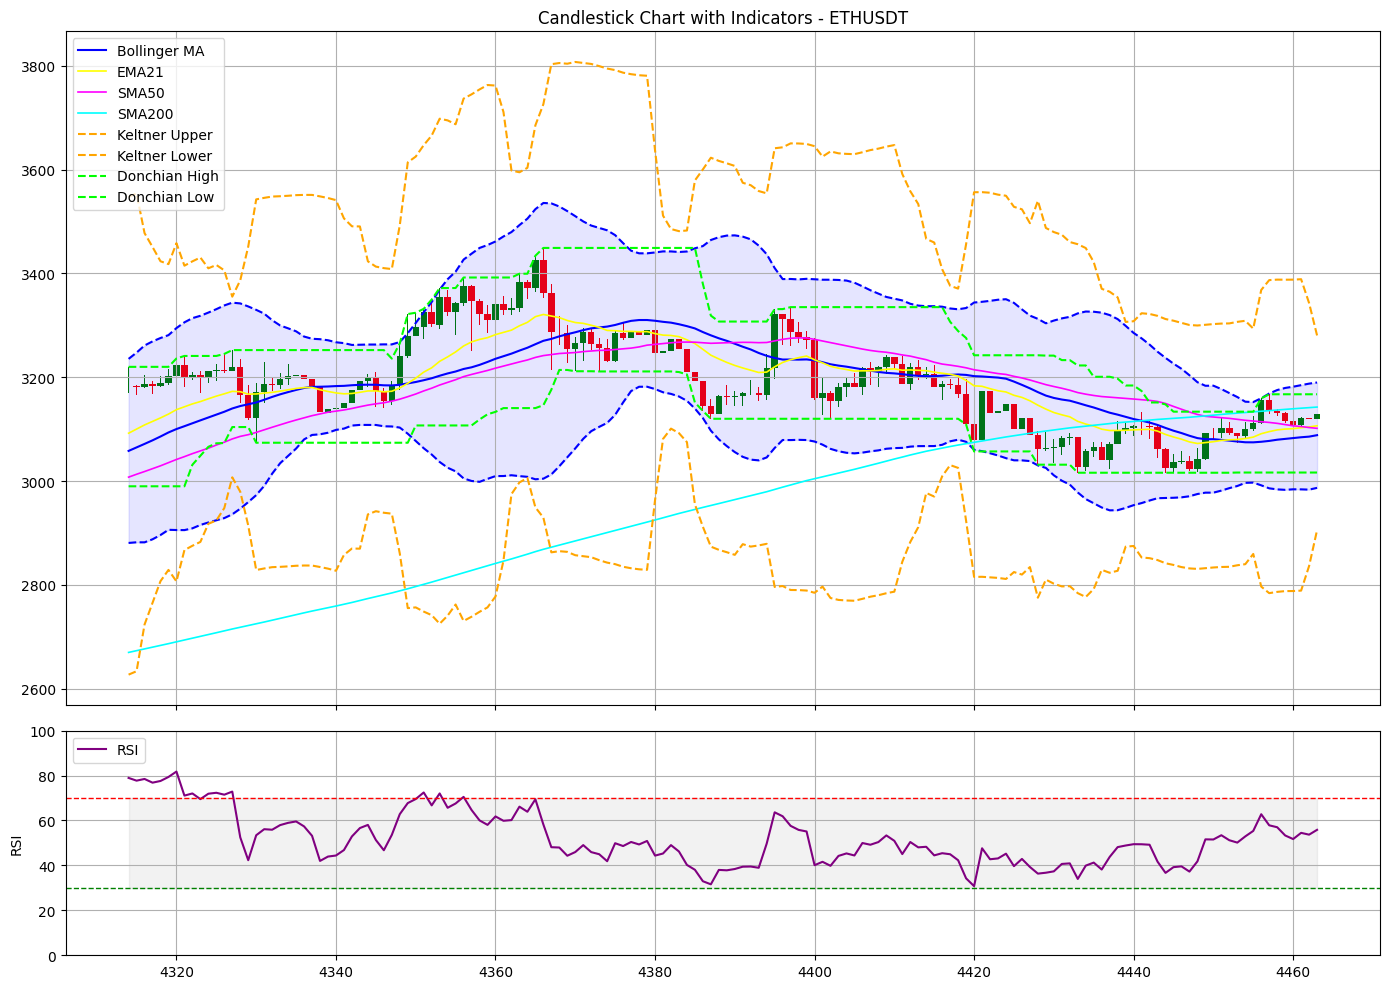 Candlestick Chart with Indicators - ETHUSDT
Bollinger MA
EMA21
SMA50
SMA200
Keltner Upper
Keltner Lower
Donchian High
Donchian Low
3800
3600
3400
3200
3000
2800
2600
RSI
100
80
60
40
20
0
RSI
4320
4340
4360
4380
4400
4420
4440
4460